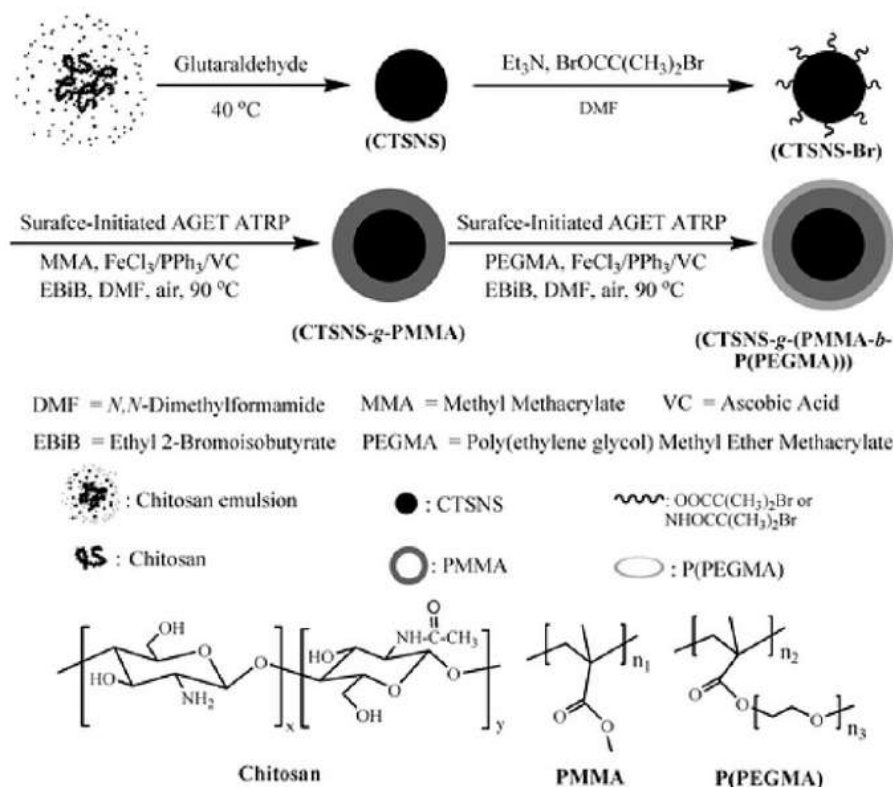 Glutaraldehyde
40 °C
(CTSNS)
Et₃N, BrOCC(CH₃)₂Br
DMF
(CTSNS-Br)
Surafce-Initiated AGET ATRP
MMA, FeCl₃/PPh₃/VC
EBiB, DMF, air, 90 °C
(CTSNS-g-PMMA)
Surafce-Initiated AGET ATRP
PEGMA, FeCl₃/PPh₃/VC
EBiB, DMF, air, 90 °C
(CTSNS-g-(PMMA-b-
P(PEGMA)))
DMF = N,N-Dimethylformamide MMA = Methyl Methacrylate VC = Ascobic Acid
EBiB = Ethyl 2-Bromoisobutyrate PEGMA = Poly(ethylene glycol) Methyl Ether Methacrylate
: Chitosan emulsion
: CTSNS
: OOCC(CH₃)₂Br or
NHOCC(CH₃)₂Br
: Chitosan
: PMMA
: P(PEGMA)
OH
O
O
HO
NH₂
x
O
NH-C-CH₃
HO
O
O
OH
y
Chitosan
n₁
O
O
PMMA
n₂
O
O
O
n₃
P(PEGMA)